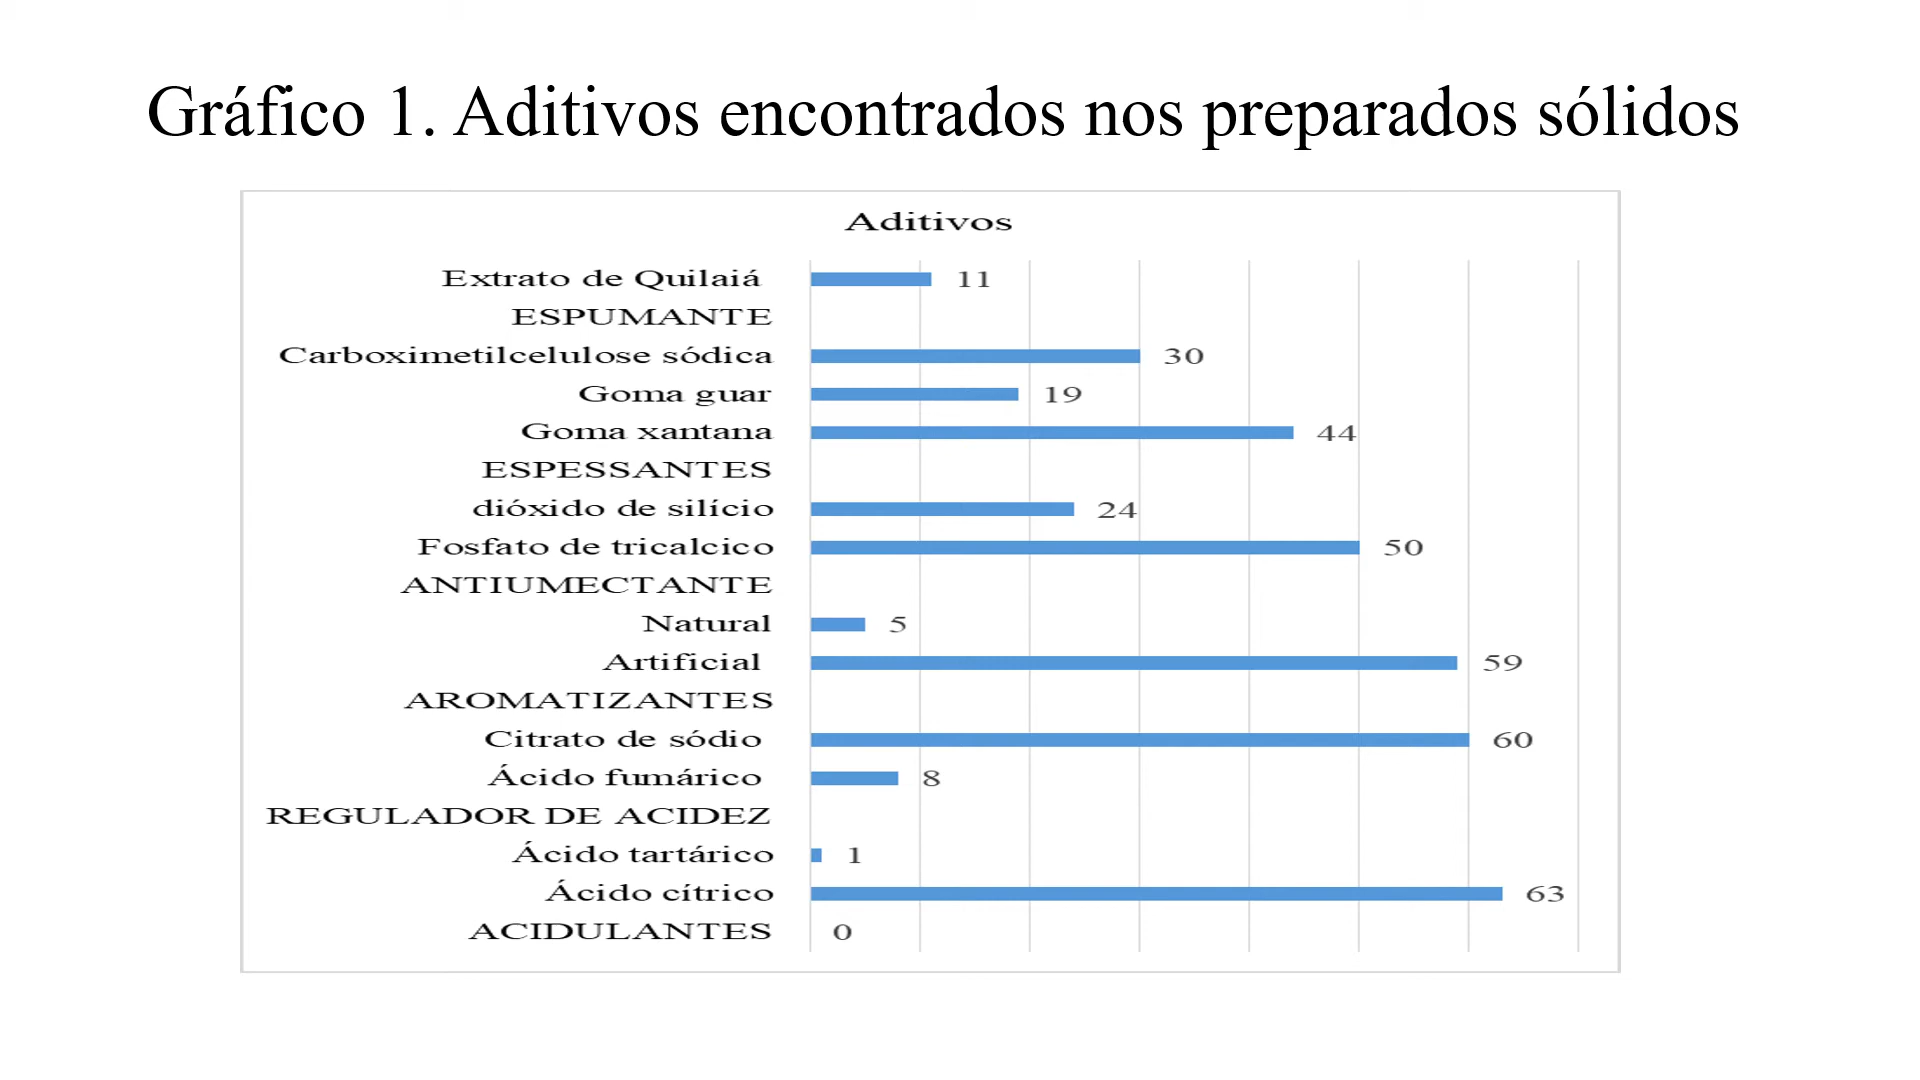 Gráfico 1. Aditivos encontrados nos preparados sólidos
Aditivos
Extrato de Quilaiá 11
ESPUMANTE
Carboximetilcelulose sódica 30
Goma guar 19
Goma xantana 44
ESPESSANTES
dióxido de silício 24
Fosfato de tricalcico 50
ANTIUMECTANTE
Natural 5
Artificial 59
AROMATIZANTES
Citrato de sódio 60
Ácido fumárico 8
REGULADOR DE ACIDEZ
Ácido tartárico 1
Ácido cítrico 63
ACIDULANTES 0